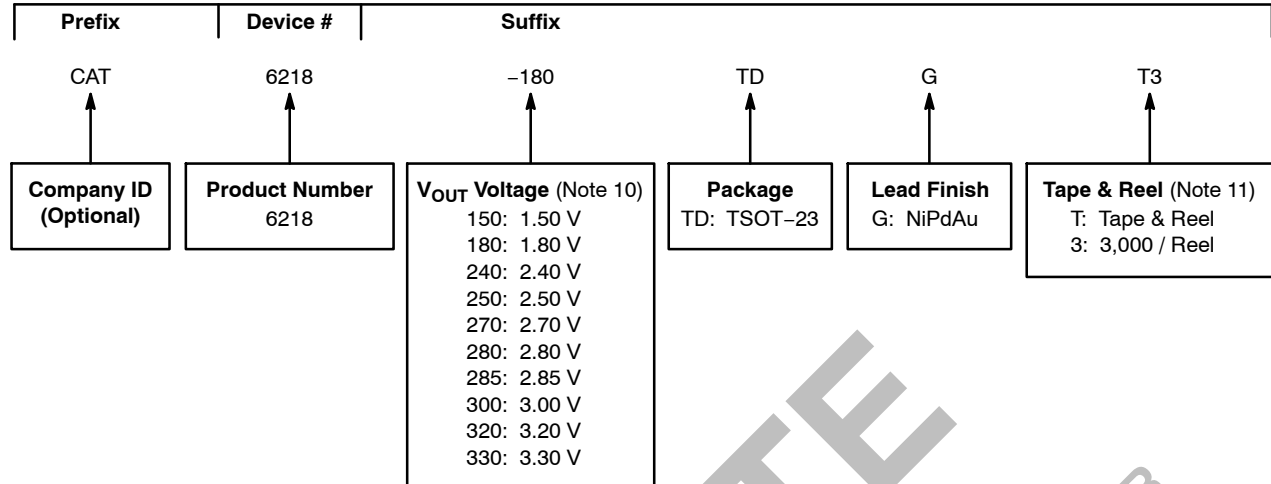 Prefix Device # Suffix
CAT 6218 −180 TD G T3
Company ID
(Optional)
Product Number
6218
VOUT Voltage (Note 10)
150: 1.50 V
180: 1.80 V
240: 2.40 V
250: 2.50 V
270: 2.70 V
280: 2.80 V
285: 2.85 V
300: 3.00 V
320: 3.20 V
330: 3.30 V
Package
TD: TSOT−23
Lead Finish
G: NiPdAu
Tape & Reel (Note 11)
T: Tape & Reel
3: 3,000 / Reel
TE